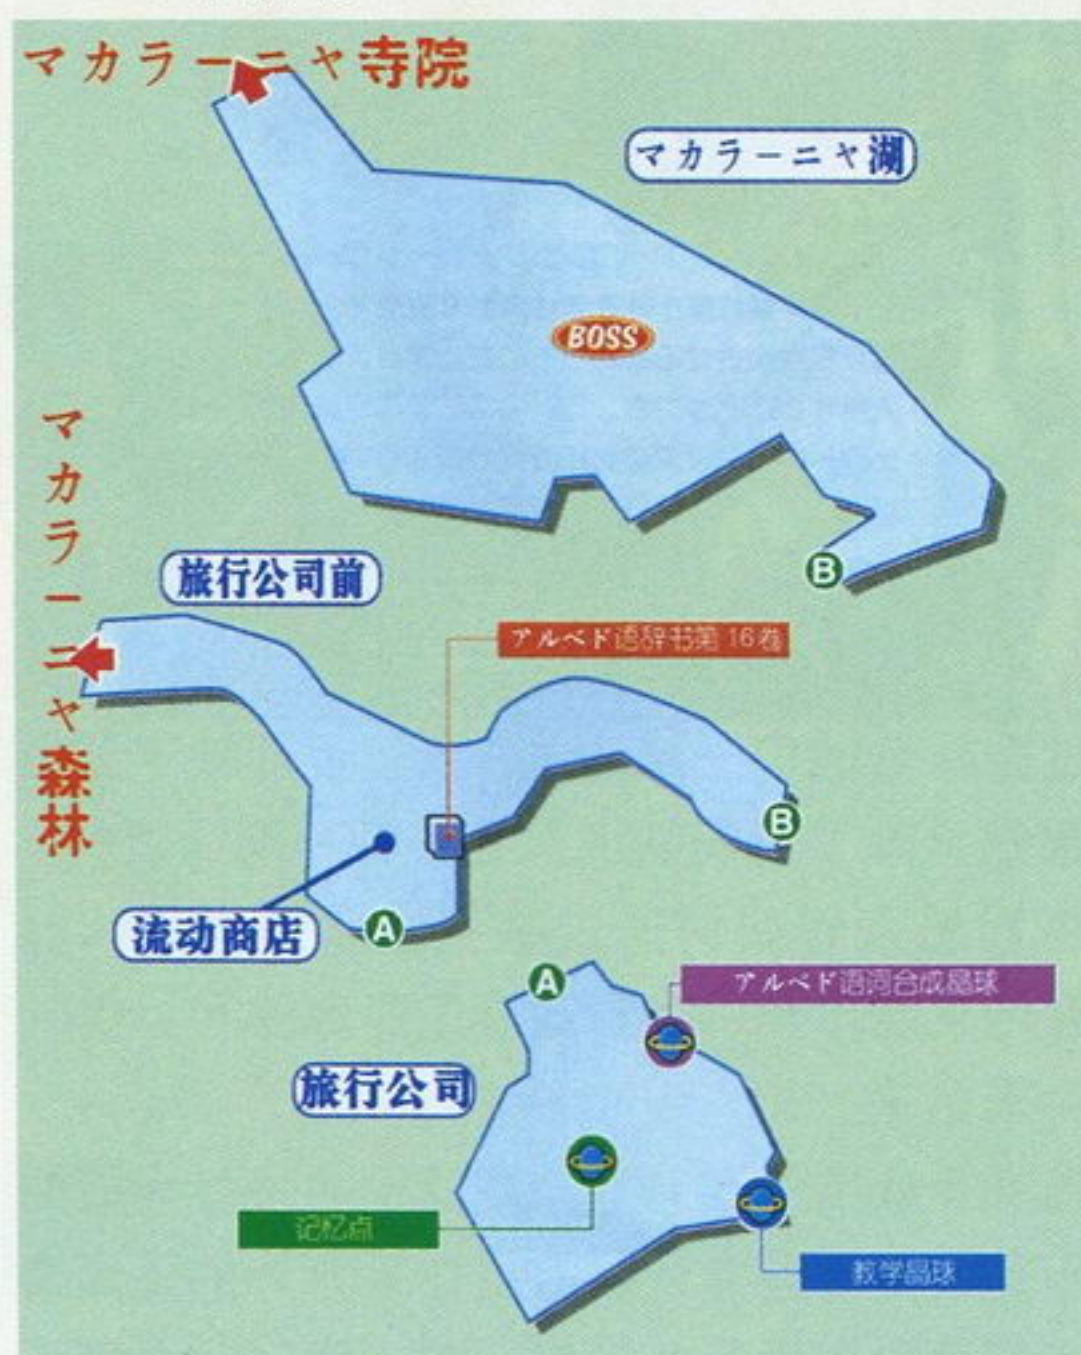 マカラーニャ寺院
マカラーニャ湖
BOSS
マカラーニャ森林
B
旅行公司前
アルベド语辞书第16卷
B
流动商店
A
A
アルベド语词合成晶球
旅行公司
记忆点
教学晶球